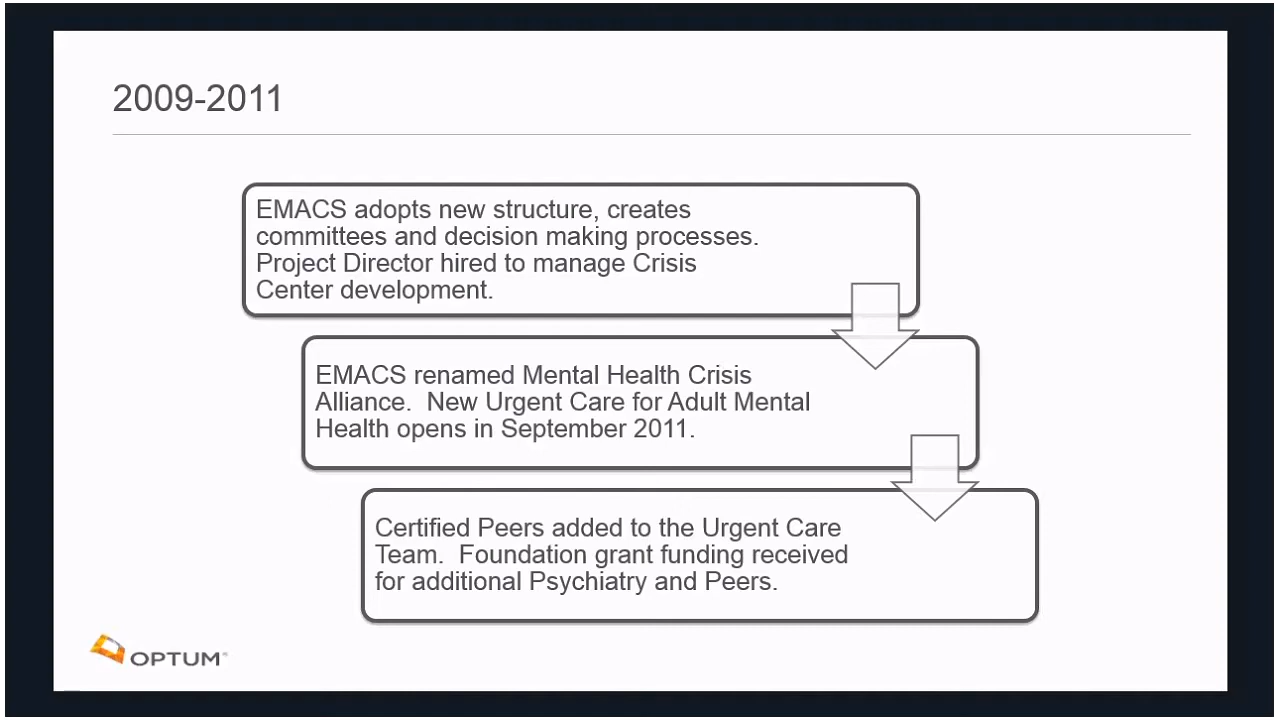 2009-2011
EMACS adopts new structure, creates
committees and decision making processes.
Project Director hired to manage Crisis
Center development.
EMACS renamed Mental Health Crisis
Alliance.  New Urgent Care for Adult Mental
Health opens in September 2011.
Certified Peers added to the Urgent Care
Team.  Foundation grant funding received
for additional Psychiatry and Peers.
OPTUM®